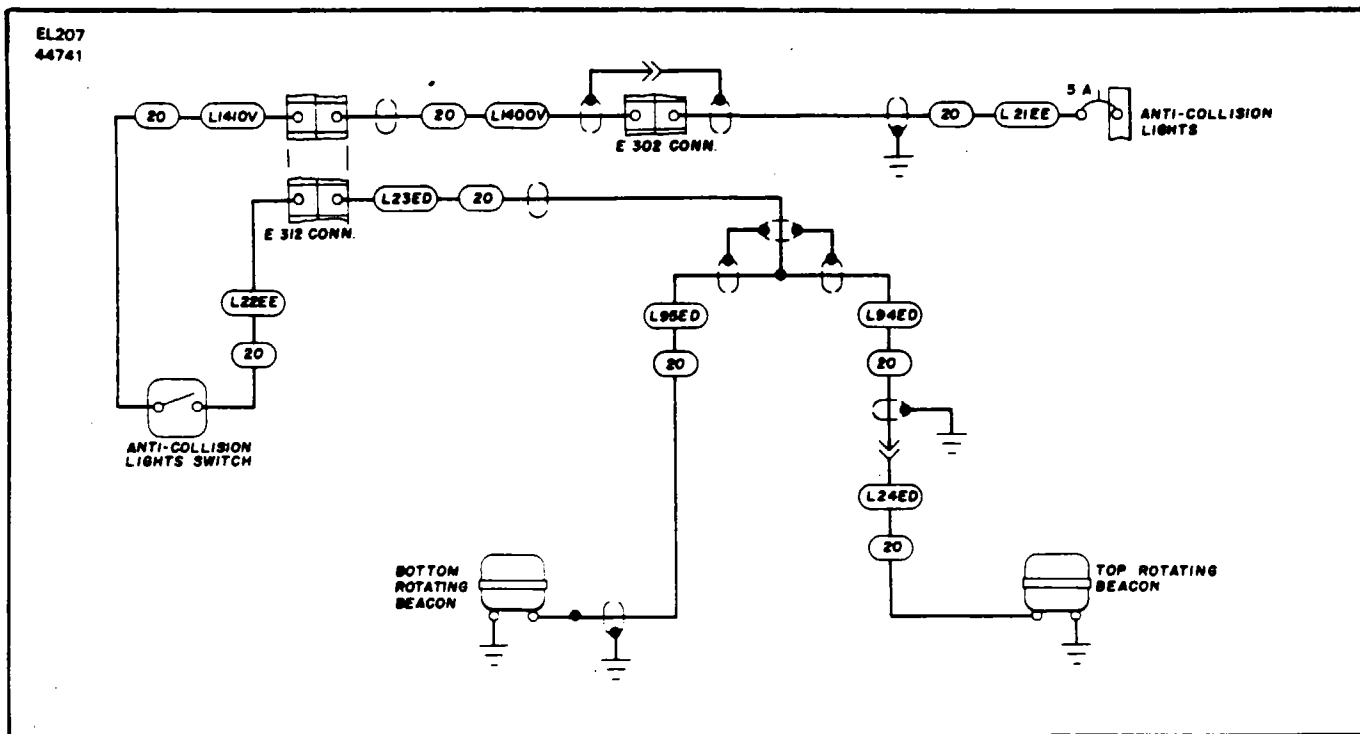 EL207
44741
20
L1410V
20
L1400V
E 302 CONN.
20
L21EE
5 A
ANTI-COLLISION
LIGHTS
L23ED
20
E 312 CONN.
L22EE
20
ANTI-COLLISION
LIGHTS SWITCH
L95ED
20
L94ED
20
L24ED
20
BOTTOM
ROTATING
BEACON
TOP ROTATING
BEACON